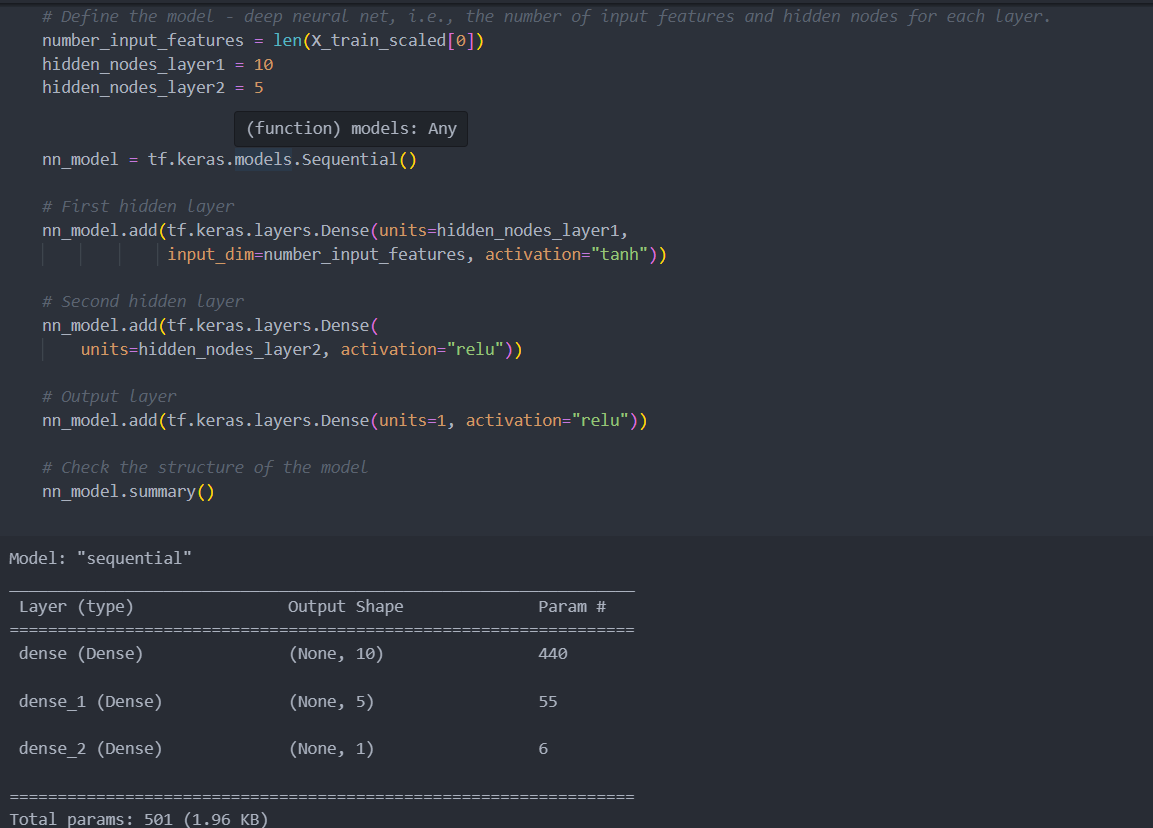 # Define the model - deep neural net, i.e., the number of input features and hidden nodes for each layer.
number_input_features = len(X_train_scaled[0])
hidden_nodes_layer1 = 10
hidden_nodes_layer2 = 5
(function) models: Any
nn_model = tf.keras.models.Sequential()
# First hidden layer
nn_model.add(tf.keras.layers.Dense(units=hidden_nodes_layer1,
input_dim=number_input_features, activation="tanh"))
# Second hidden layer
nn_model.add(tf.keras.layers.Dense(
units=hidden_nodes_layer2, activation="relu"))
# Output layer
nn_model.add(tf.keras.layers.Dense(units=1, activation="relu"))
# Check the structure of the model
nn_model.summary()
Model: "sequential"
_________________________________________________________________
Layer (type) Output Shape Param #
=================================================================
dense (Dense) (None, 10) 440
dense_1 (Dense) (None, 5) 55
dense_2 (Dense) (None, 1) 6
=================================================================
Total params: 501 (1.96 KB)